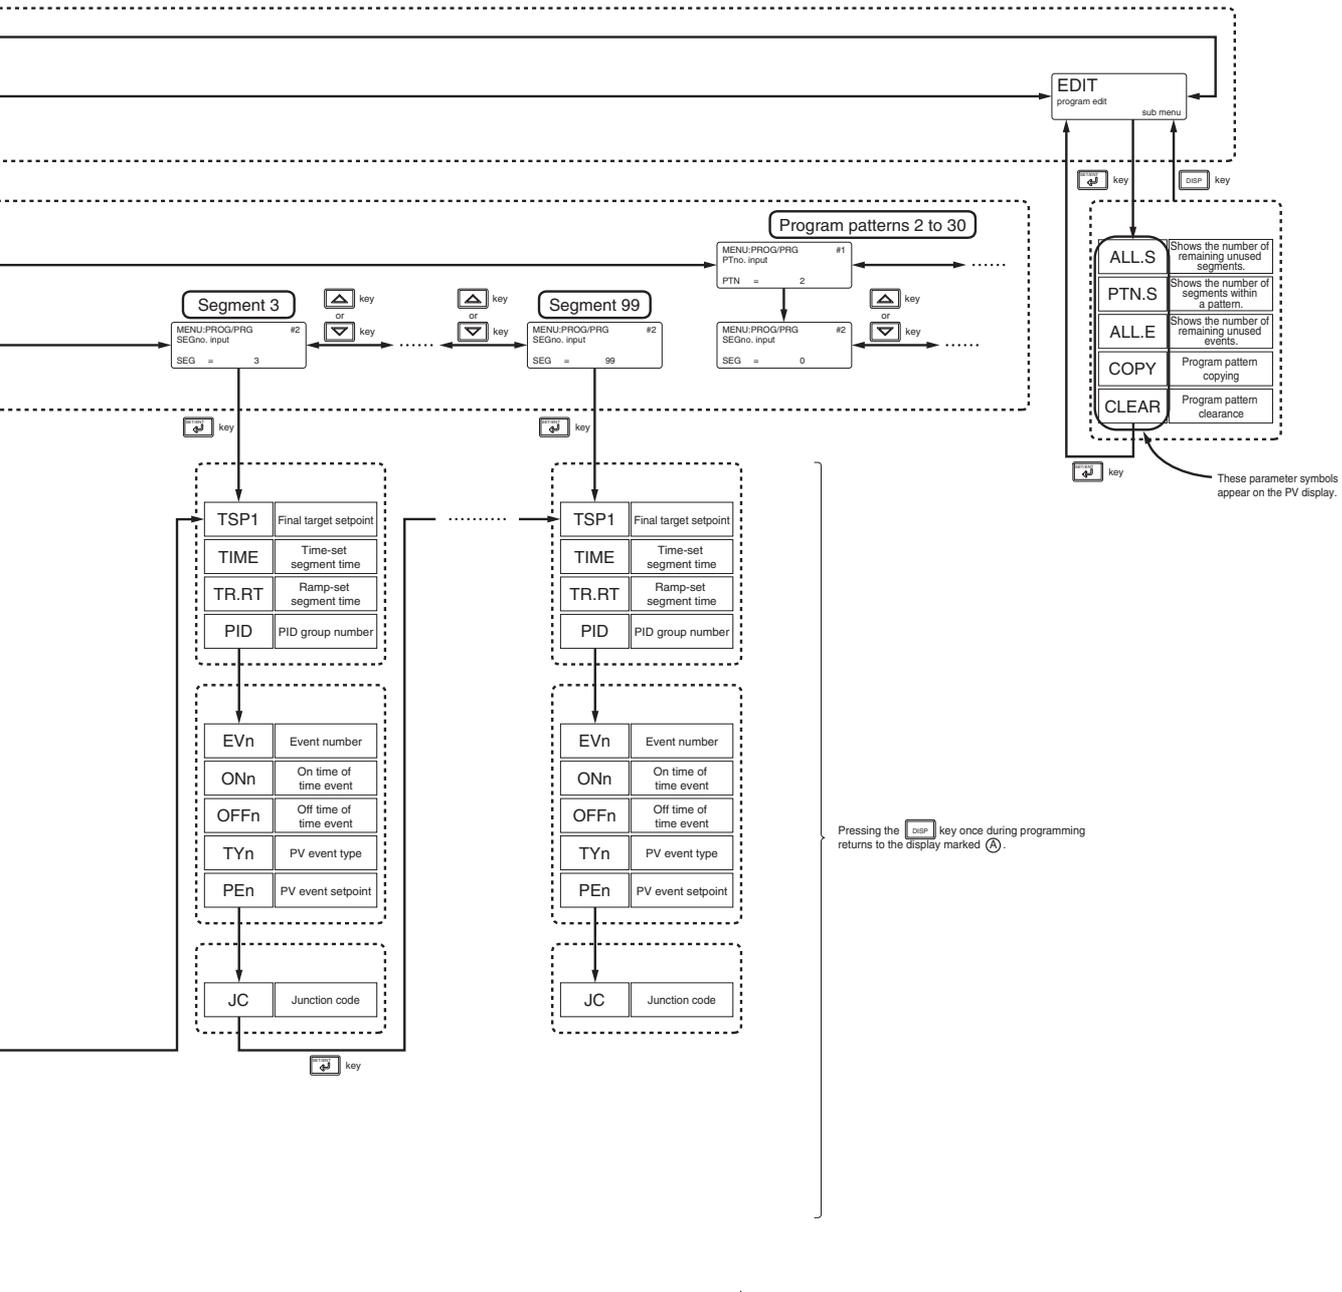 EDIT
program edit
sub menu
SET/ENT
key
DISP
key
Program patterns 2 to 30
MENU:PROG/PRG #1
PTno. input
PTN = 2
Segment 3
key
or
key
key
or
key
Segment 99
key
or
key
MENU:PROG/PRG #2
SEGno. input
SEG = 3
MENU:PROG/PRG #2
SEGno. input
SEG = 99
MENU:PROG/PRG #2
SEGno. input
SEG = 0
ALL.S
Shows the number of
remaining unused
segments.
PTN.S
Shows the number of
segments within
a pattern.
ALL.E
Shows the number of
remaining unused
events.
COPY
Program pattern
copying
CLEAR
Program pattern
clearance
SET/ENT
key
These parameter symbols
appear on the PV display.
SET/ENT
key
SET/ENT
key
TSP1
Final target setpoint
TIME
Time-set
segment time
TR.RT
Ramp-set
segment time
PID
PID group number
EVn
Event number
ONn
On time of
time event
OFFn
Off time of
time event
TYn
PV event type
PEn
PV event setpoint
JC
Junction code
SET/ENT
key
TSP1
Final target setpoint
TIME
Time-set
segment time
TR.RT
Ramp-set
segment time
PID
PID group number
EVn
Event number
ONn
On time of
time event
OFFn
Off time of
time event
TYn
PV event type
PEn
PV event setpoint
JC
Junction code
Pressing the DISP key once during programming
returns to the display marked A.